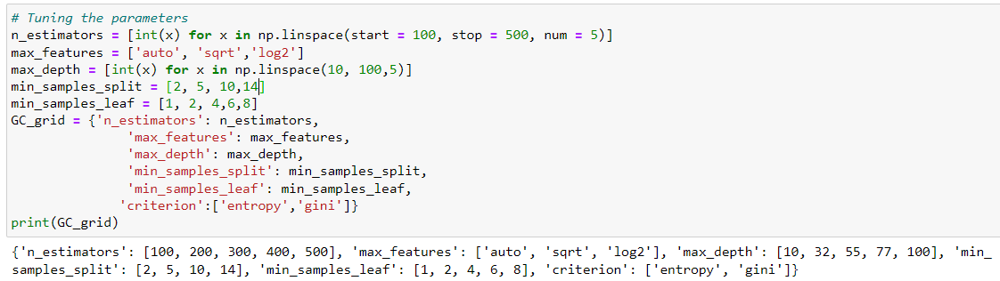 # Tuning the parameters
n_estimators = [int(x) for x in np.linspace(start = 100, stop = 500, num = 5)]
max_features = ['auto', 'sqrt','log2']
max_depth = [int(x) for x in np.linspace(10, 100,5)]
min_samples_split = [2, 5, 10,14]
min_samples_leaf = [1, 2, 4,6,8]
GC_grid = {'n_estimators': n_estimators,
               'max_features': max_features,
               'max_depth': max_depth,
               'min_samples_split': min_samples_split,
               'min_samples_leaf': min_samples_leaf,
              'criterion':['entropy','gini']}
print(GC_grid)
{'n_estimators': [100, 200, 300, 400, 500], 'max_features': ['auto', 'sqrt', 'log2'], 'max_depth': [10, 32, 55, 77, 100], 'min_
samples_split': [2, 5, 10, 14], 'min_samples_leaf': [1, 2, 4, 6, 8], 'criterion': ['entropy', 'gini']}